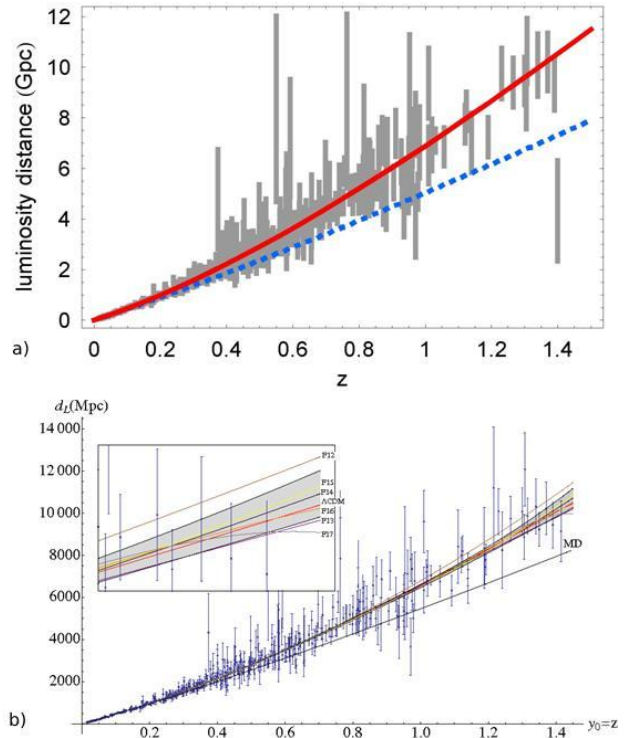 12
10
8
6
4
2
0
luminosity distance (Gpc)
0 0.2 0.4 0.6 0.8 1 1.2 1.4
z
a)
d_L(Mpc)
14 000
12 000
10 000
8000
6000
4000
2000
F12
F15
F14
ΛCDM
F16
F13
F17
MD
0.2 0.4 0.6 0.8 1.0 1.2 1.4
y₀=z
b)